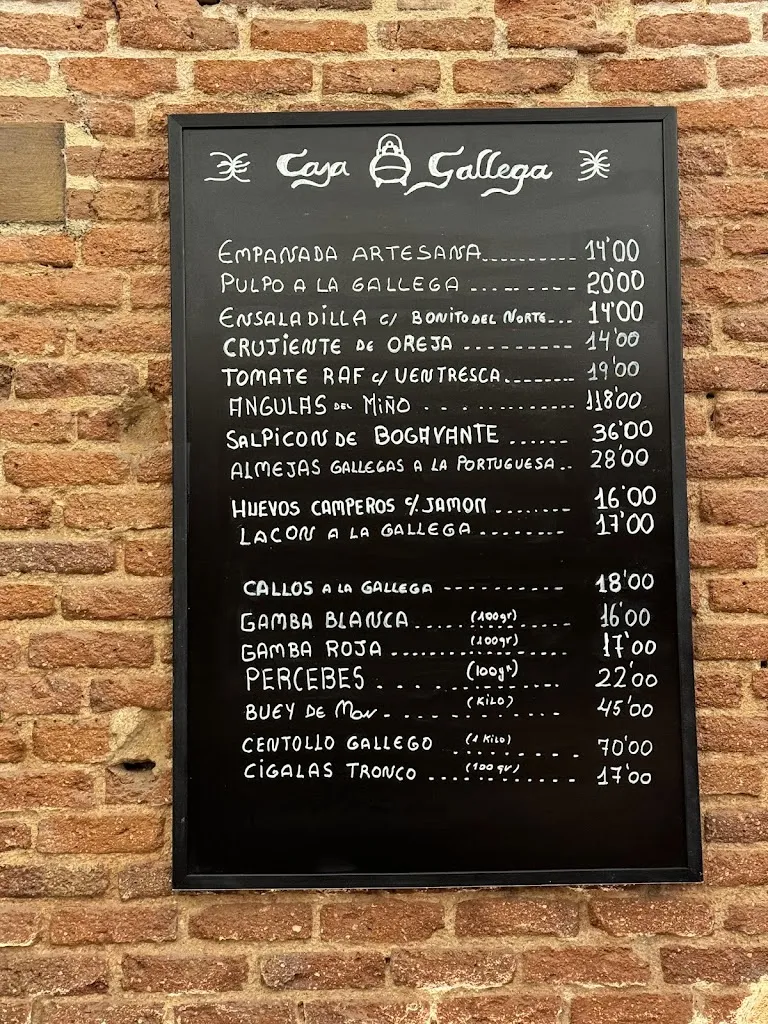 Casa Gallega
EMPANADA ARTESANA.......... 14'00
PULPO A LA GALLEGA ........ 20'00
ENSALADILLA c/ BONITO DEL NORTE... 14'00
CRUJIENTE DE OREJA .......... 14'00
TOMATE RAF c/ VENTRESCA....... 19'00
ANGULAS DEL MIÑO ............ 118'00
SALPICON DE BOGAVANTE ...... 36'00
ALMEJAS GALLEGAS A LA PORTUGUESA.. 28'00
HUEVOS CAMPEROS c/ JAMON ........ 16'00
LACON A LA GALLEGA ........ 17'00
CALLOS A LA GALLEGA ---------- 18'00
GAMBA BLANCA ..... (100gr) ..... 16'00
GAMBA ROJA ....... (100gr) ..... 17'00
PERCEBES .... (100gr) ..... 22'00
BUEY DE Mar ..... (KILO) ..... 45'00
CENTOLLO GALLEGO (1 KILO) ......... 70'00
CIGALAS TRONCO .... (100gr) ..... 17'00